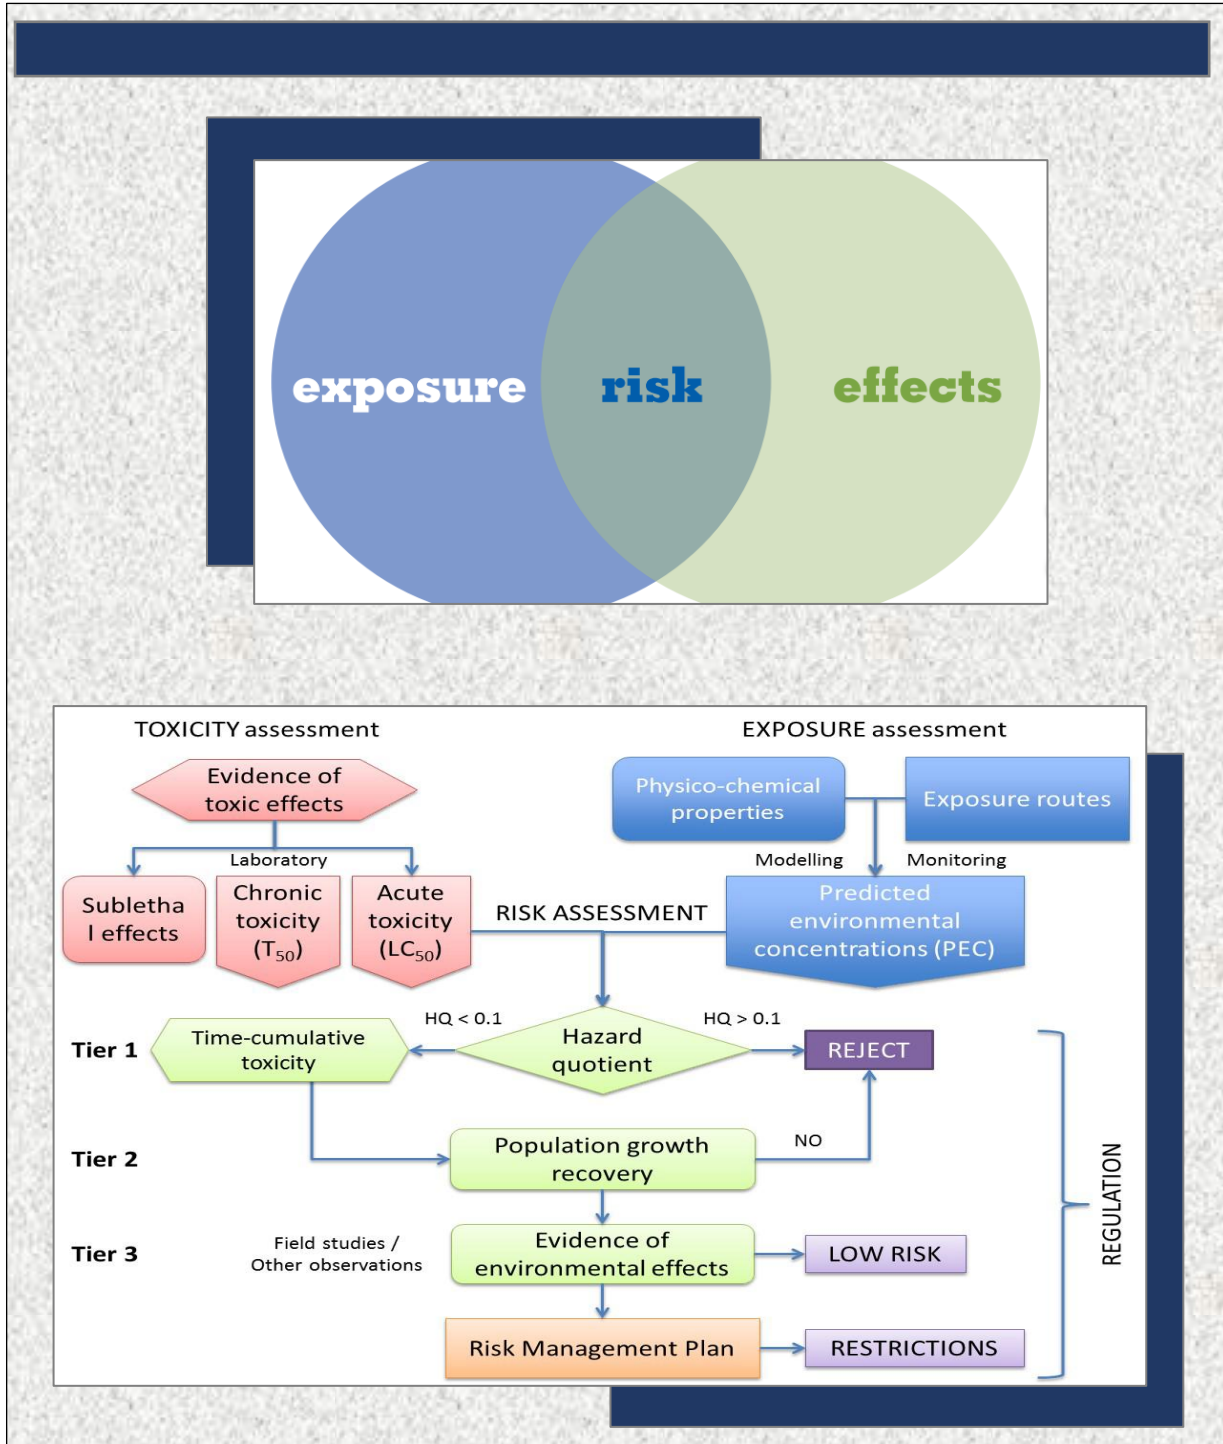 exposure
risk
effects
TOXICITY assessment
EXPOSURE assessment
Evidence of
toxic effects
Physico-chemical
properties
Exposure routes
Laboratory
Modelling
Monitoring
Subletha
l effects
Chronic
toxicity
(T₅₀)
Acute
toxicity
(LC₅₀)
RISK ASSESSMENT
Predicted
environmental
concentrations (PEC)
HQ < 0.1
HQ > 0.1
Tier 1
Time-cumulative
toxicity
Hazard
quotient
REJECT
Tier 2
Population growth
recovery
NO
Tier 3
Field studies /
Other observations
Evidence of
environmental effects
LOW RISK
Risk Management Plan
RESTRICTIONS
REGULATION